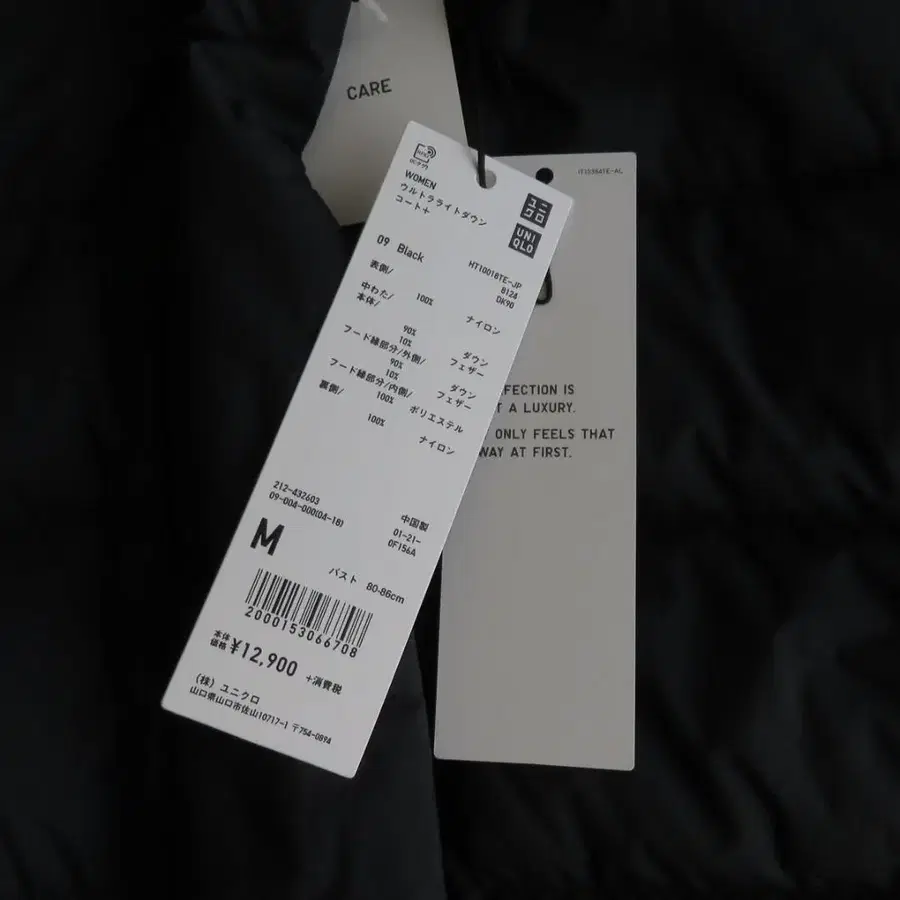 CARE
WOMEN
ウルトラライトダウン
コート+
ユニ
クロ
UNI
QLO
09 Black
HT10018TE-JP
B124
DK90
表側/
100%
ナイロン
中わた/
本体/
90%
ダウン
10%
フェザー
フード縁部分/外側/
90%
ダウン
10%
フェザー
フード縁部分/内側/
100%
ポリエステル
裏側/
100%
ナイロン
212-432603
09-004-000(04-18)
中国製
01-21-
0F156A
M
バスト 80-86cm
2000153066708
本体
価格 ¥12,900 +消費税
(株)ユニクロ
山口県山口市佐山10717-1 〒754-0894
FECTION IS
T A LUXURY.
ONLY FEELS THAT
WAY AT FIRST.